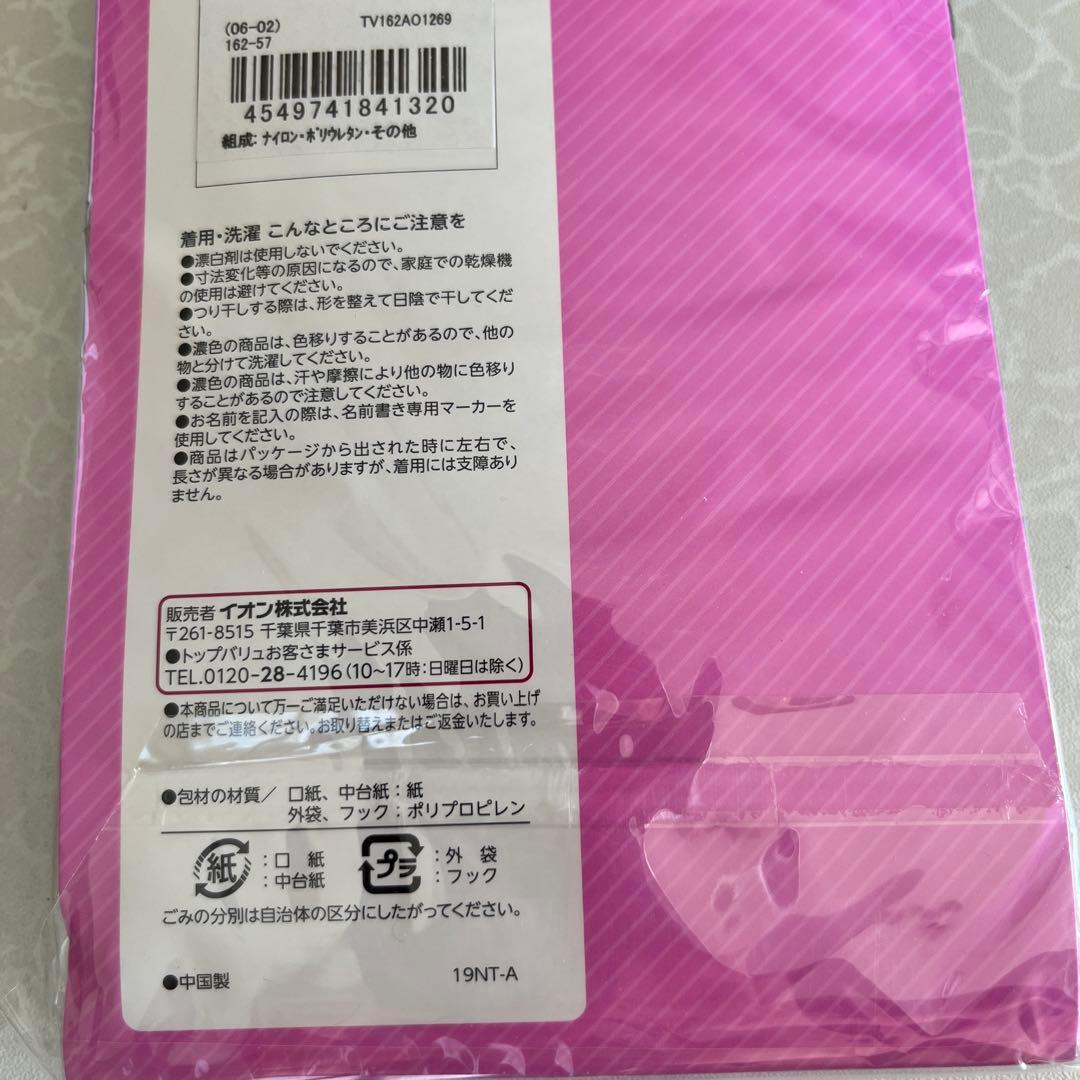 (06-02) TV162AO1269
162-57
4549741841320
組成: ナイロン・ポリウレタン・その他
着用・洗濯 こんなところにご注意を
●漂白剤は使用しないでください。
●寸法変化等の原因になるので、家庭での乾燥機
の使用は避けてください。
●つり干しする際は、形を整えて日陰で干してくだ
さい。
●濃色の商品は、色移りすることがあるので、他の
物と分けて洗濯してください。
●濃色の商品は、汗や摩擦により他の物に色移り
することがあるので注意してください。
●お名前を記入の際は、名前書き専用マーカーを
使用してください。
●商品はパッケージから出された時に左右で、
長さが異なる場合がありますが、着用には支障あり
ません。
販売者 イオン株式会社
〒261-8515 千葉県千葉市美浜区中瀬1-5-1
●トップバリュお客さまサービス係
TEL.0120-28-4196(10~17時:日曜日は除く)
●本商品について万一ご満足いただけない場合は、お買い上げ
の店までご連絡ください。お取り替えまたはご返金いたします。
●包材の材質/ 口紙、中台紙:紙
外袋、フック:ポリプロピレン
紙 :口 紙 プラ :外 袋
:中台紙 :フック
ごみの分別は自治体の区分にしたがってください。
●中国製 19NT-A